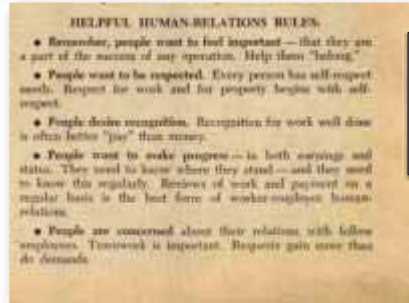 HELPFUL HUMAN-RELATIONS RULES:
• Remember, people want to feel important — that they are
a part of the success of any operation. Help them "belong."
• People want to be respected. Every person has self-respect
needs. Respect for work and for property begins with self-
respect.
• People desire recognition. Recognition for work well done
is often better "pay" than money.
• People want to make progress — in both earnings and
status. They need to know where they stand — and they need
to know this regularly. Reviews of work and payment on a
regular basis is the best form of worker-employer human-
relations.
• People are concerned about their relations with fellow
employees. Teamwork is important. Requests gain more than
do demands.